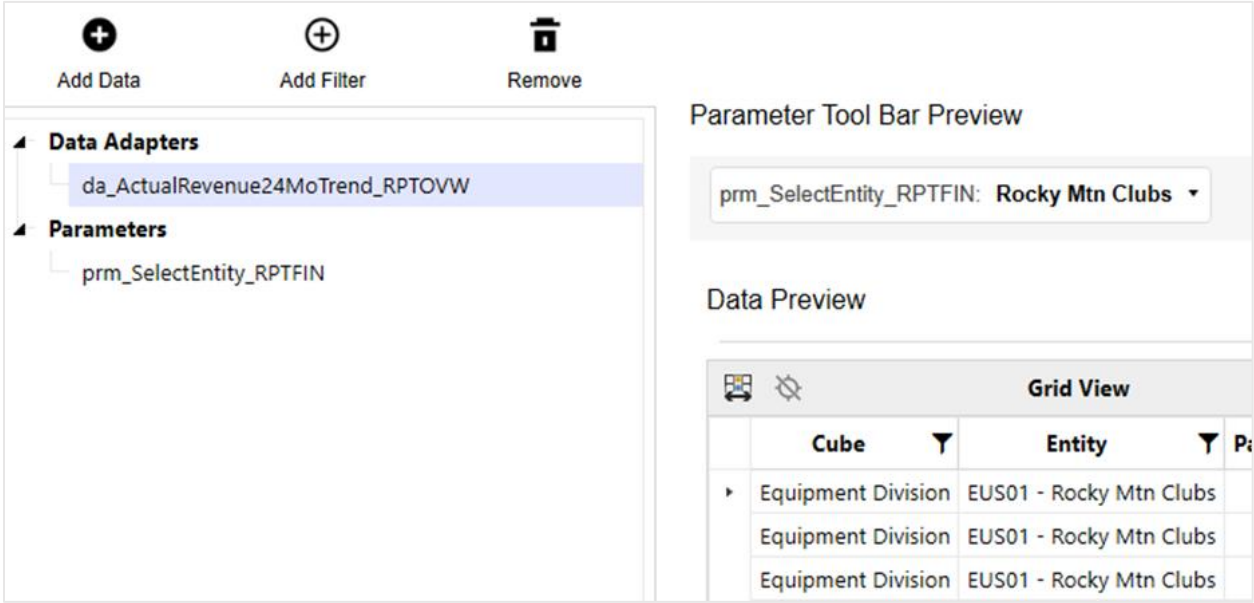 Add Data Add Filter Remove
Data Adapters
da_ActualRevenue24MoTrend_RPTOVW
Parameters
prm_SelectEntity_RPTFIN
Parameter Tool Bar Preview
prm_SelectEntity_RPTFIN: Rocky Mtn Clubs
Data Preview
Grid View
Cube Entity
Equipment Division EUS01 - Rocky Mtn Clubs
Equipment Division EUS01 - Rocky Mtn Clubs
Equipment Division EUS01 - Rocky Mtn Clubs